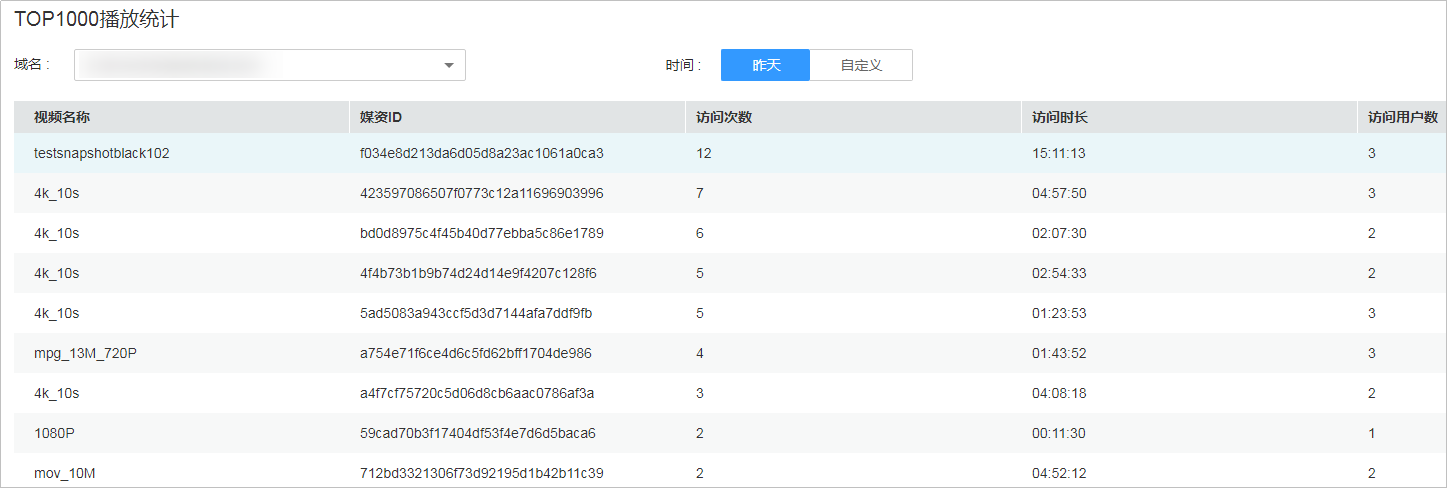 TOP1000播放统计
域名： 时间： 昨天 自定义
视频名称 媒资ID 访问次数 访问时长 访问用户数
testsnapshotblack102 f034e8d213da6d05d8a23ac1061a0ca3 12 15:11:13 3
4k_10s 423597086507f0773c12a11696903996 7 04:57:50 3
4k_10s bd0d8975c4f45b40d77ebba5c86e1789 6 02:07:30 2
4k_10s 4f4b73b1b9b74d24d14e9f4207c128f6 5 02:54:33 2
4k_10s 5ad5083a943ccf5d3d7144afa7ddf9fb 5 01:23:53 3
mpg_13M_720P a754e71f6ce4d6c5fd62bff1704de986 4 01:43:52 3
4k_10s a4f7cf75720c5d06d8cb6aac0786af3a 3 04:08:18 2
1080P 59cad70b3f17404df53f4e7d6d5baca6 2 00:11:30 1
mov_10M 712bd3321306f73d92195d1b42b11c39 2 04:52:12 2